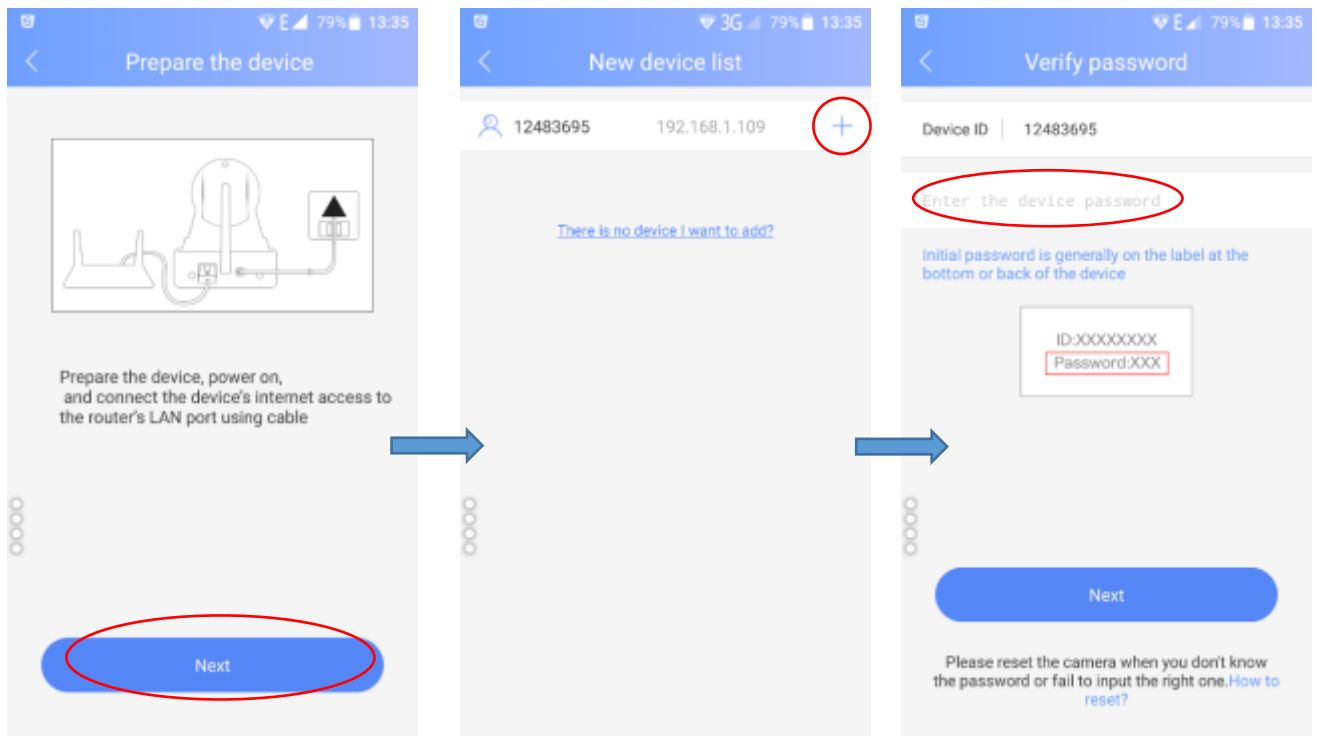 E 79% 13:35
Prepare the device
Prepare the device, power on,
and connect the device's internet access to
the router's LAN port using cable
Next
3G 79% 13:35
New device list
12483695 192.168.1.109 +
There is no device I want to add?
E 79% 13:35
Verify password
Device ID 12483695
Enter the device password
Initial password is generally on the label at the
bottom or back of the device
ID:XXXXXXXX
Password:XXX
Next
Please reset the camera when you don't know
the password or fail to input the right one.How to
reset?